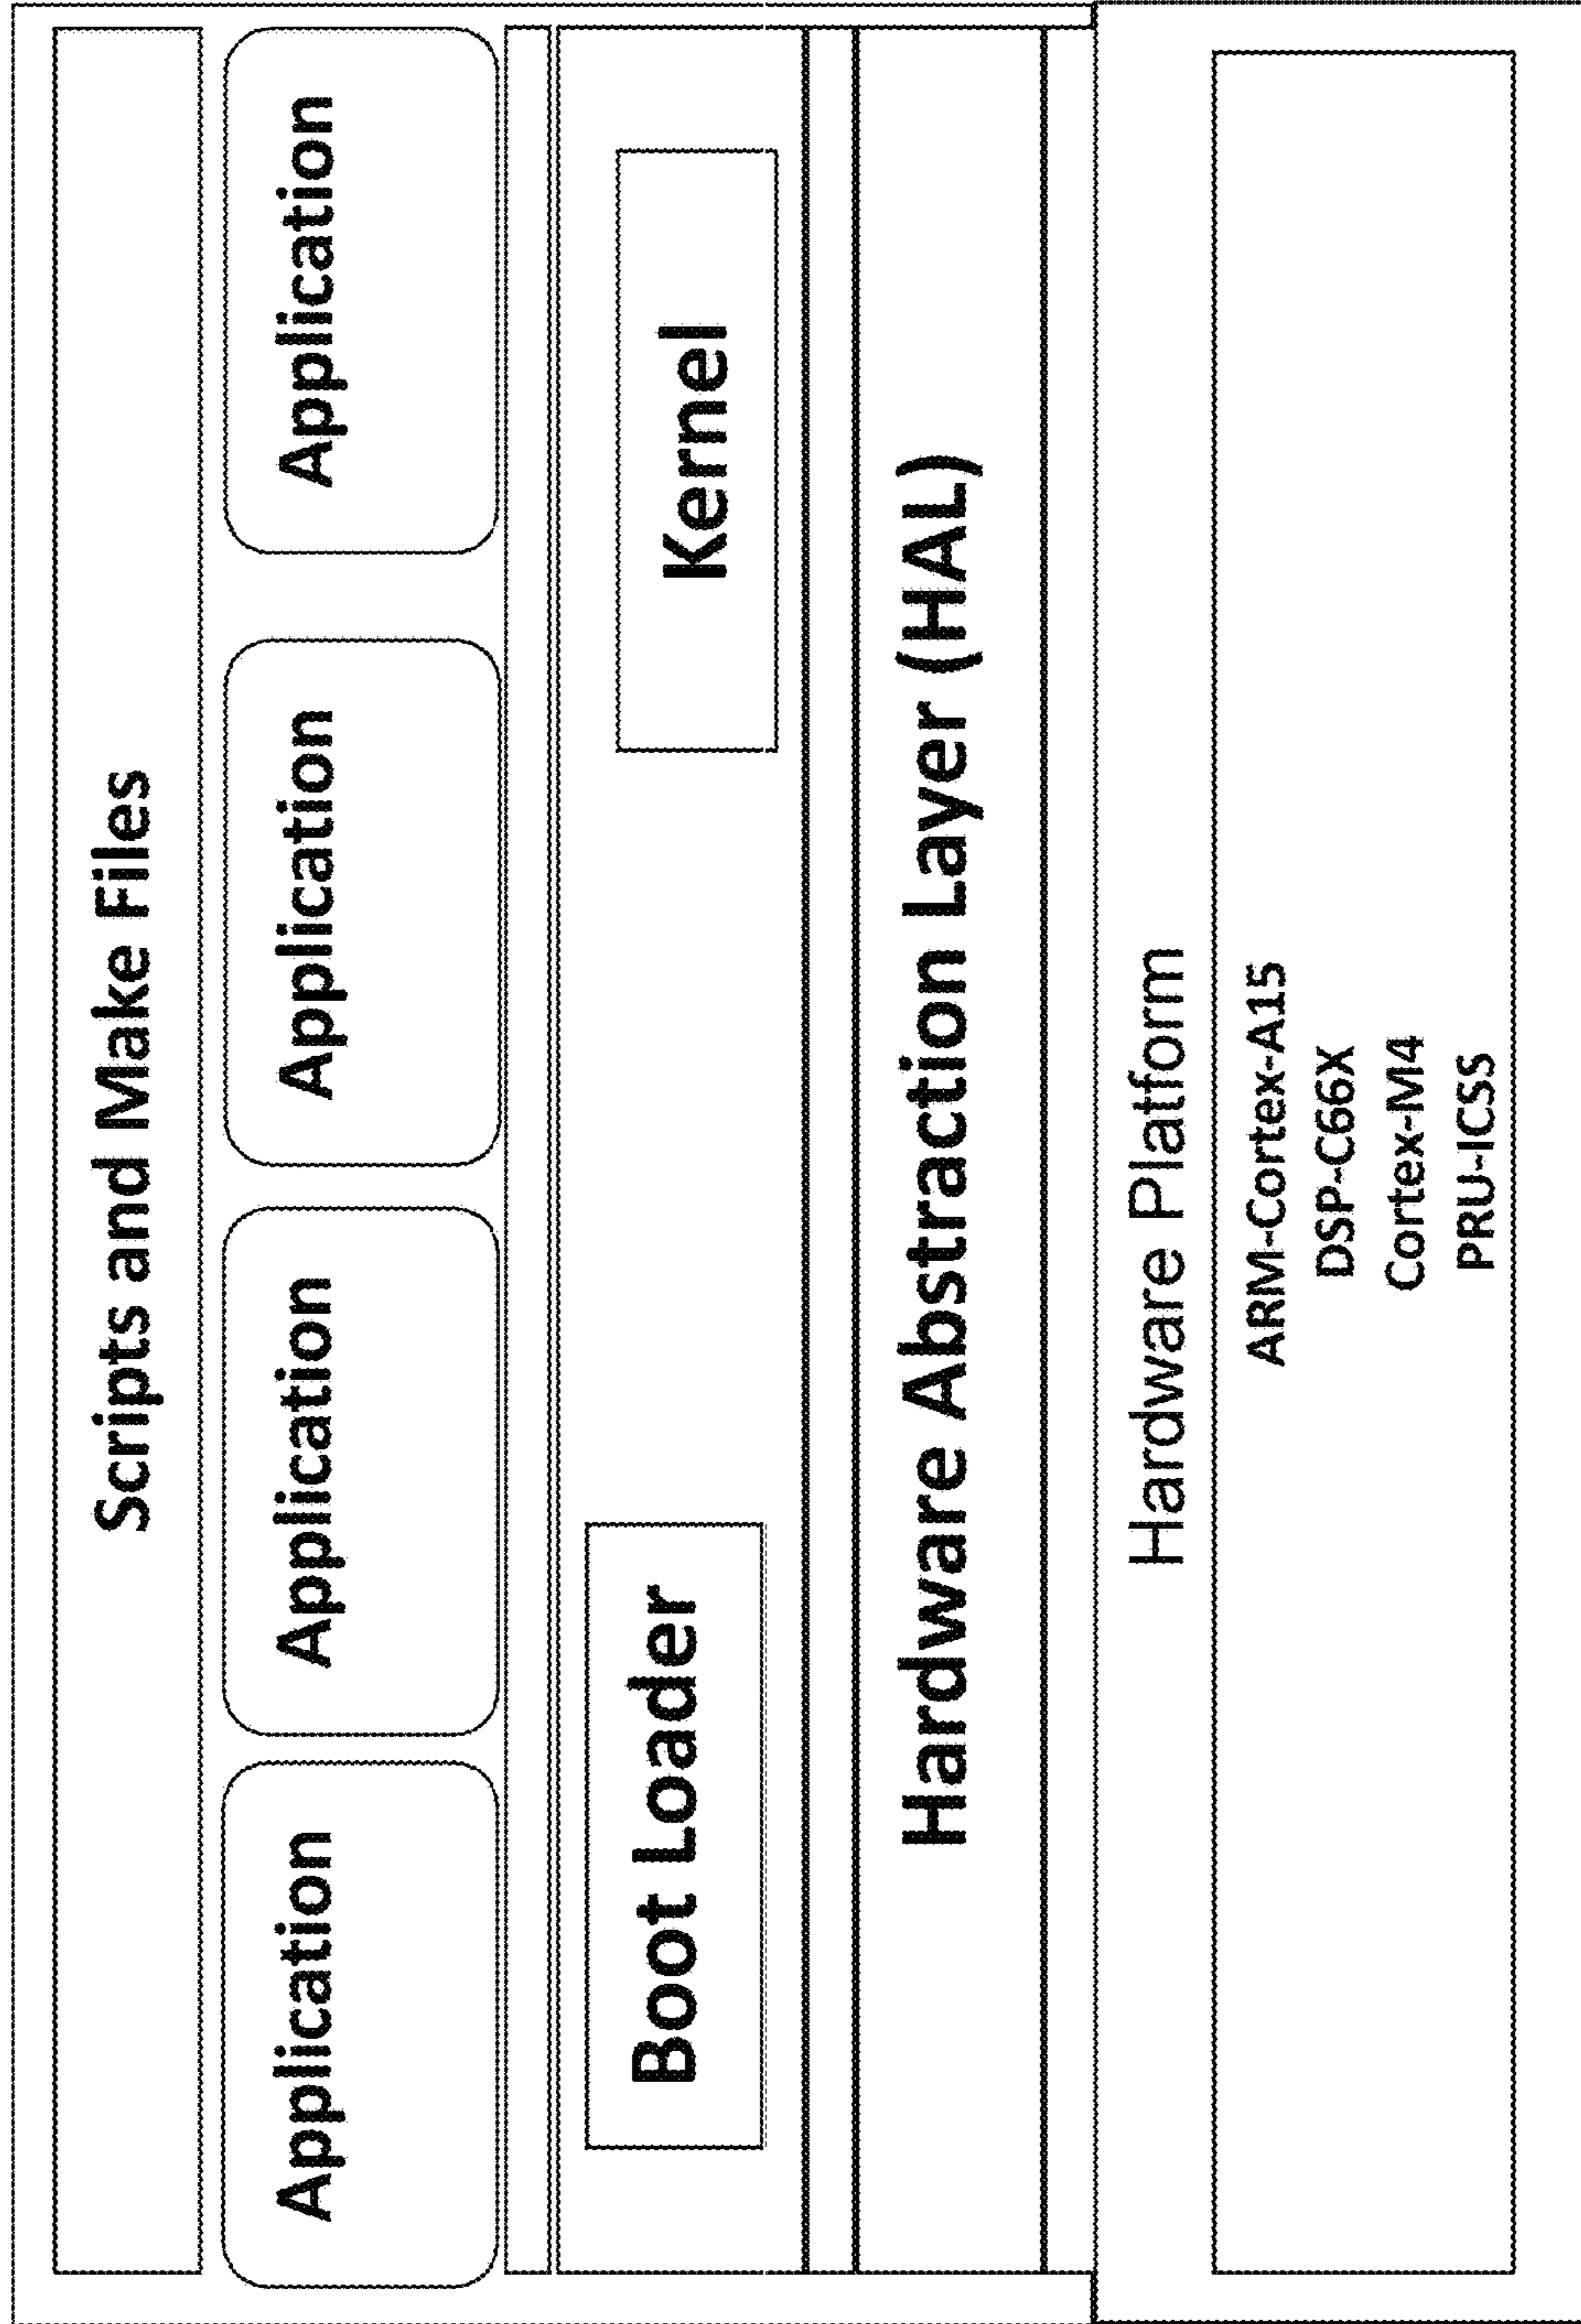 Scripts and Make Files
Application
Application
Application
Application
Boot Loader
Kernel
Hardware Abstraction Layer (HAL)
Hardware Platform
ARM-Cortex-A15
DSP-C66X
Cortex-M4
PRU-ICSS